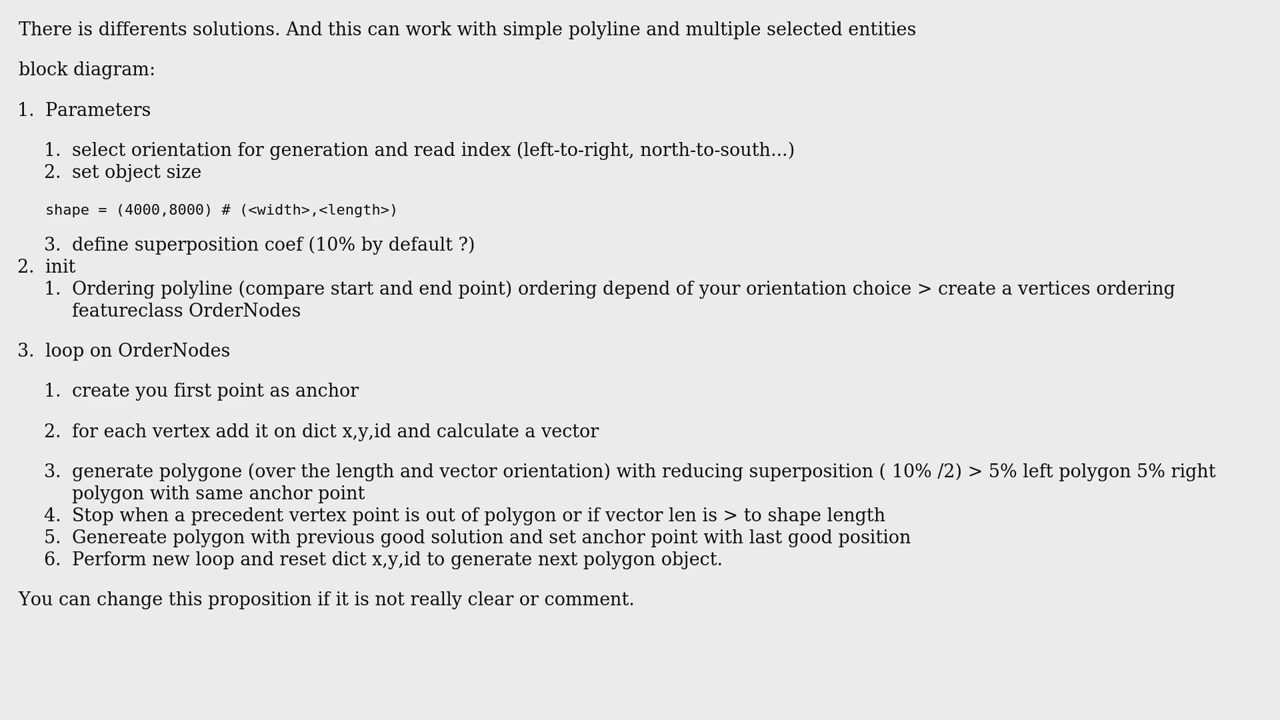 There is differents solutions. And this can work with simple polyline and multiple selected entities
block diagram:
1. Parameters
1. select orientation for generation and read index (left-to-right, north-to-south...)
2. set object size
shape = (4000,8000) # (<width>,<length>)
3. define superposition coef (10% by default ?)
2. init
1. Ordering polyline (compare start and end point) ordering depend of your orientation choice > create a vertices ordering
featureclass OrderNodes
3. loop on OrderNodes
1. create you first point as anchor
2. for each vertex add it on dict x,y,id and calculate a vector
3. generate polygone (over the length and vector orientation) with reducing superposition ( 10% /2) > 5% left polygon 5% right
polygon with same anchor point
4. Stop when a precedent vertex point is out of polygon or if vector len is > to shape length
5. Genereate polygon with previous good solution and set anchor point with last good position
6. Perform new loop and reset dict x,y,id to generate next polygon object.
You can change this proposition if it is not really clear or comment.